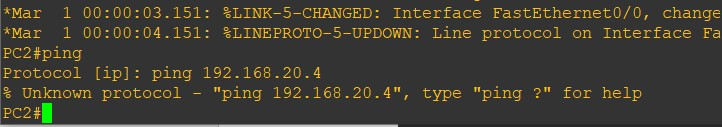 *Mar  1 00:00:03.151: %LINK-5-CHANGED: Interface FastEthernet0/0, change
*Mar  1 00:00:04.151: %LINEPROTO-5-UPDOWN: Line protocol on Interface Fa
PC2#ping
Protocol [ip]: ping 192.168.20.4
% Unknown protocol - "ping 192.168.20.4", type "ping ?" for help
PC2#